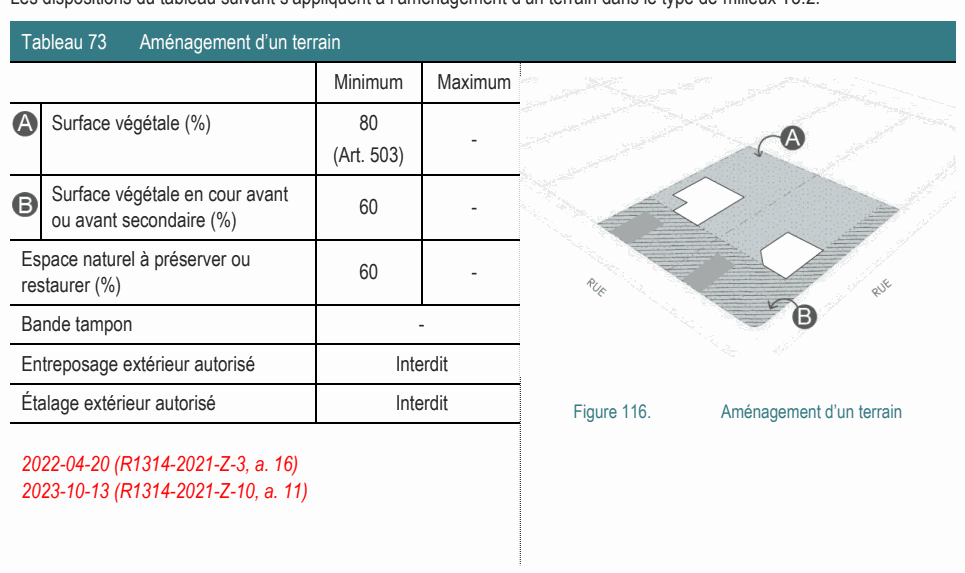 Les dispositions du tableau suivant s'appliquent à l'aménagement d'un terrain dans le type de milieux T6.2.
Tableau 73 Aménagement d'un terrain
Minimum Maximum
A Surface végétale (%) 80 (Art. 503) -
B Surface végétale en cour avant ou avant secondaire (%) 60 -
Espace naturel à préserver ou restaurer (%) 60 -
Bande tampon -
Entreposage extérieur autorisé Interdit
Étalage extérieur autorisé Interdit
2022-04-20 (R1314-2021-Z-3, a. 16)
2023-10-13 (R1314-2021-Z-10, a. 11)
A
RUE
RUE
B
Figure 116. Aménagement d'un terrain